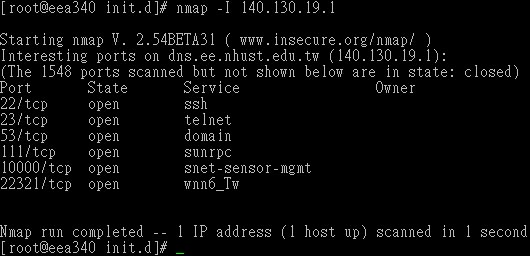 [root@eea340 init.d]# nmap -I 140.130.19.1
Starting nmap V. 2.54BETA31 ( www.insecure.org/nmap/ )
Interesting ports on dns.ee.nhust.edu.tw (140.130.19.1):
(The 1548 ports scanned but not shown below are in state: closed)
Port State Service Owner
22/tcp open ssh
23/tcp open telnet
53/tcp open domain
111/tcp open sunrpc
10000/tcp open snet-sensor-mgmt
22321/tcp open wnn6_Tw
Nmap run completed -- 1 IP address (1 host up) scanned in 1 second
[root@eea340 init.d]# _